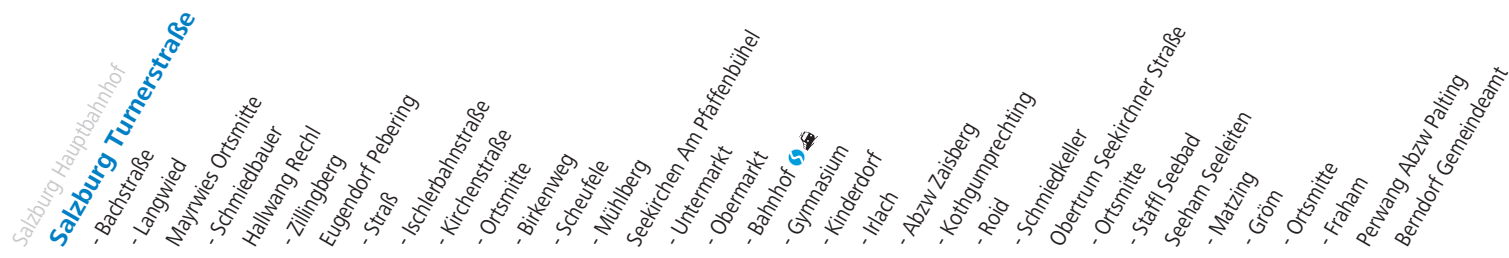 Salzburg Hauptbahnhof
Salzburg Turnerstraße
- Bachstraße
- Langwied
Mayrwies Ortsmitte
- Schmiedbauer
Hallwang Rechl
- Zillingberg
Eugendorf Pebering
- Straß
- Ischlerbahnstraße
- Kirchenstraße
- Ortsmitte
- Birkenweg
- Scheufele
- Mühlberg
Seekirchen Am Pfaffenbühel
- Untermarkt
- Obermarkt
- Bahnhof
- Gymnasium
- Kinderdorf
- Irlach
- Abzw Zaisberg
- Kothgumprechting
- Roid
- Schmiedkeller
Obertrum Seekirchner Straße
- Ortsmitte
- Staffl Seebad
Seeham Seeleiten
- Matzing
- Gröm
- Ortsmitte
- Fraham
Perwang Abzw Palting
Berndorf Gemeindeamt